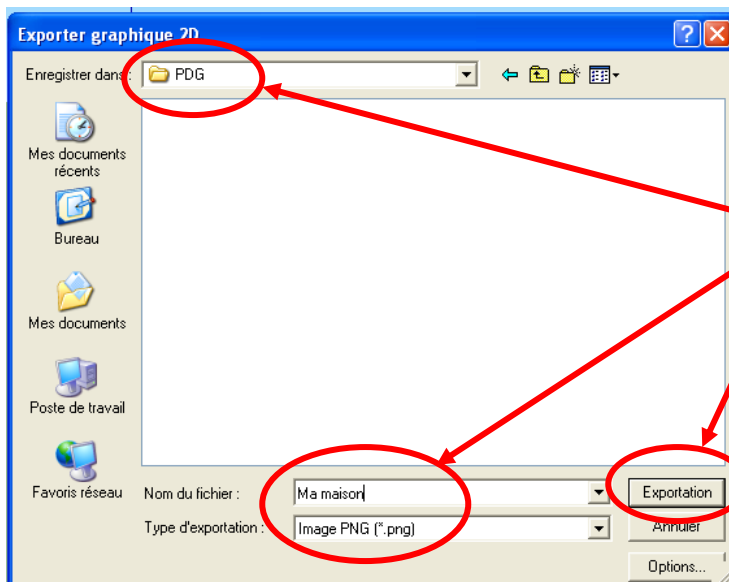 Exporter graphique 2D
Enregistrer dans :
PDG
Mes documents
récents
Bureau
Mes documents
Poste de travail
Favoris réseau
Nom du fichier :
Ma maison
Exportation
Type d'exportation :
Image PNG (*.png)
Annuler
Options...